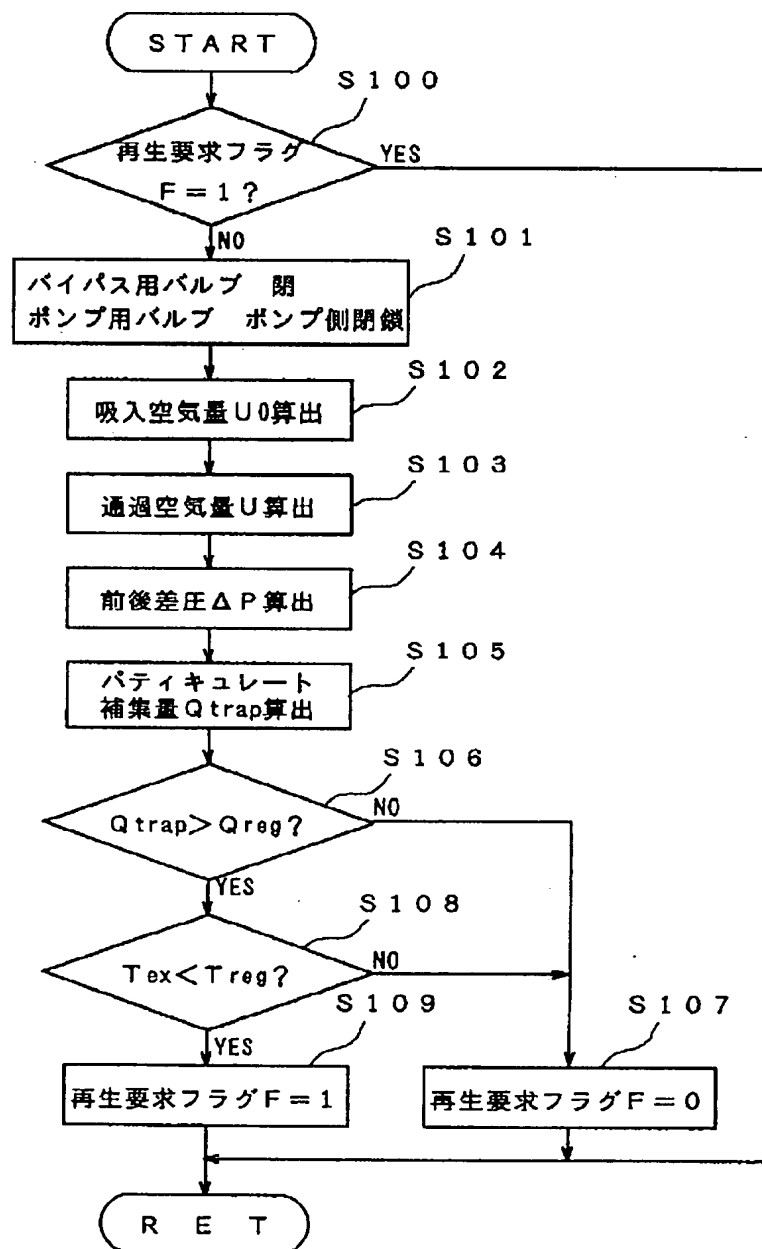 START
S100
再生要求フラグ
F=1?
YES
NO
S101
バイパス用バルブ 閉
ポンプ用バルブ ポンプ側閉鎖
S102
吸入空気量U0算出
S103
通過空気量U算出
S104
前後差圧ΔP算出
S105
パティキュレート
補集量Qtrap算出
S106
Qtrap>Qreg?
NO
YES
S108
Tex<Treg?
NO
YES
S109
S107
再生要求フラグF=1
再生要求フラグF=0
RET